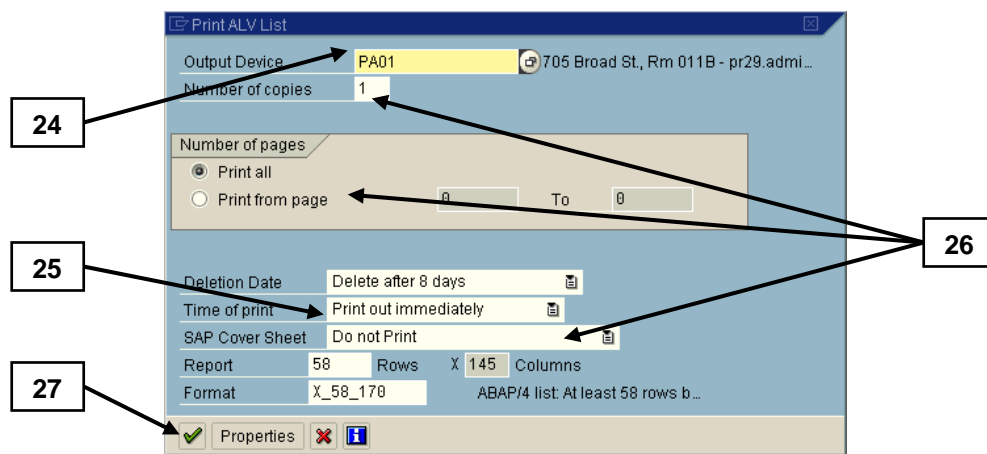 Print ALV List
Output Device PA01 705 Broad St., Rm 011B - pr29.admi...
Number of copies 1
24
Number of pages
Print all
Print from page 0 To 0
26
25
Deletion Date Delete after 8 days
Time of print Print out immediately
SAP Cover Sheet Do not Print
Report 58 Rows X 145 Columns
27
Format X_58_170 ABAP/4 list: At least 58 rows b...
Properties